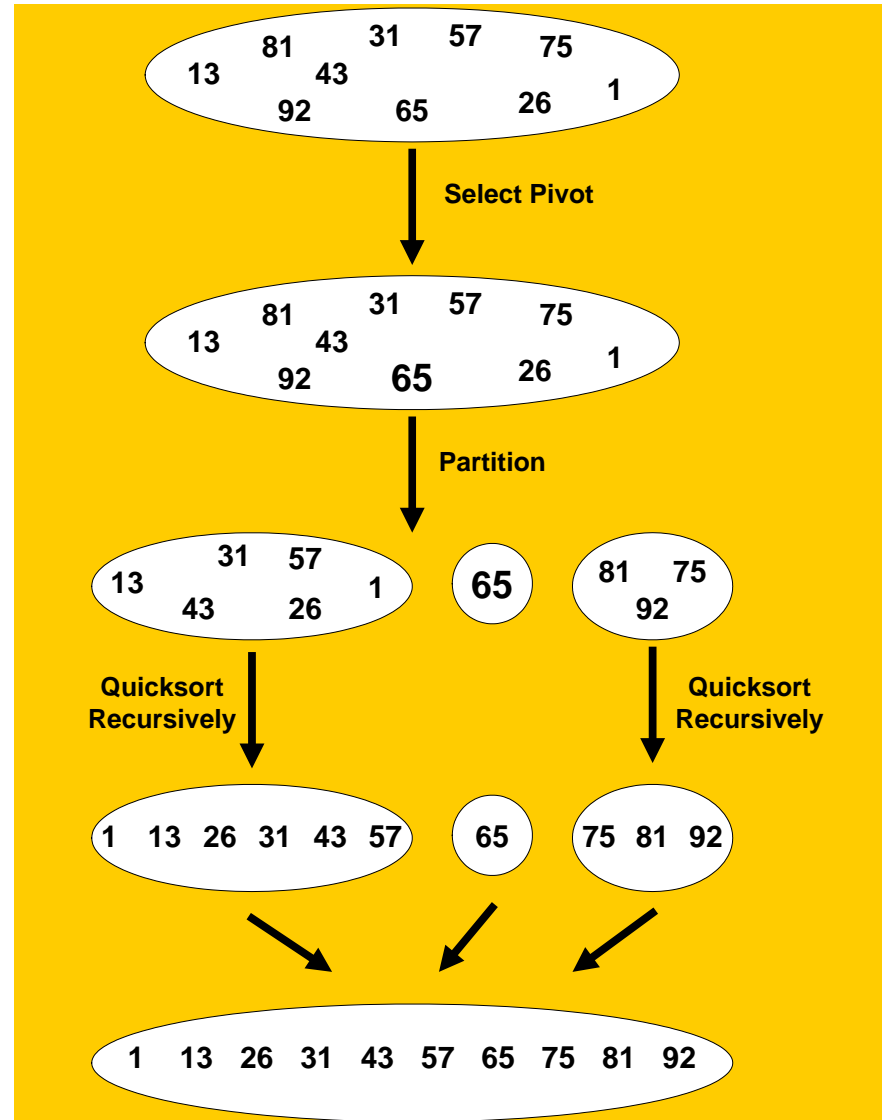 81 31 57 75
13 43
92 65 26 1
Select Pivot
81 31 57 75
13 43
92 65 26 1
Partition
13 31 57 1
43 26
65
81 75
92
Quicksort
Recursively
Quicksort
Recursively
1 13 26 31 43 57
65
75 81 92
1 13 26 31 43 57 65 75 81 92